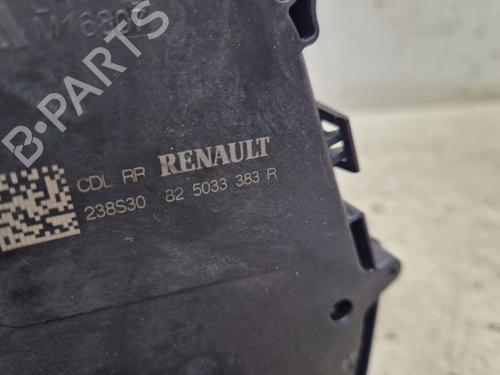 B-PARTS
CDL RR RENAULT
238S30 82 5033 383 R